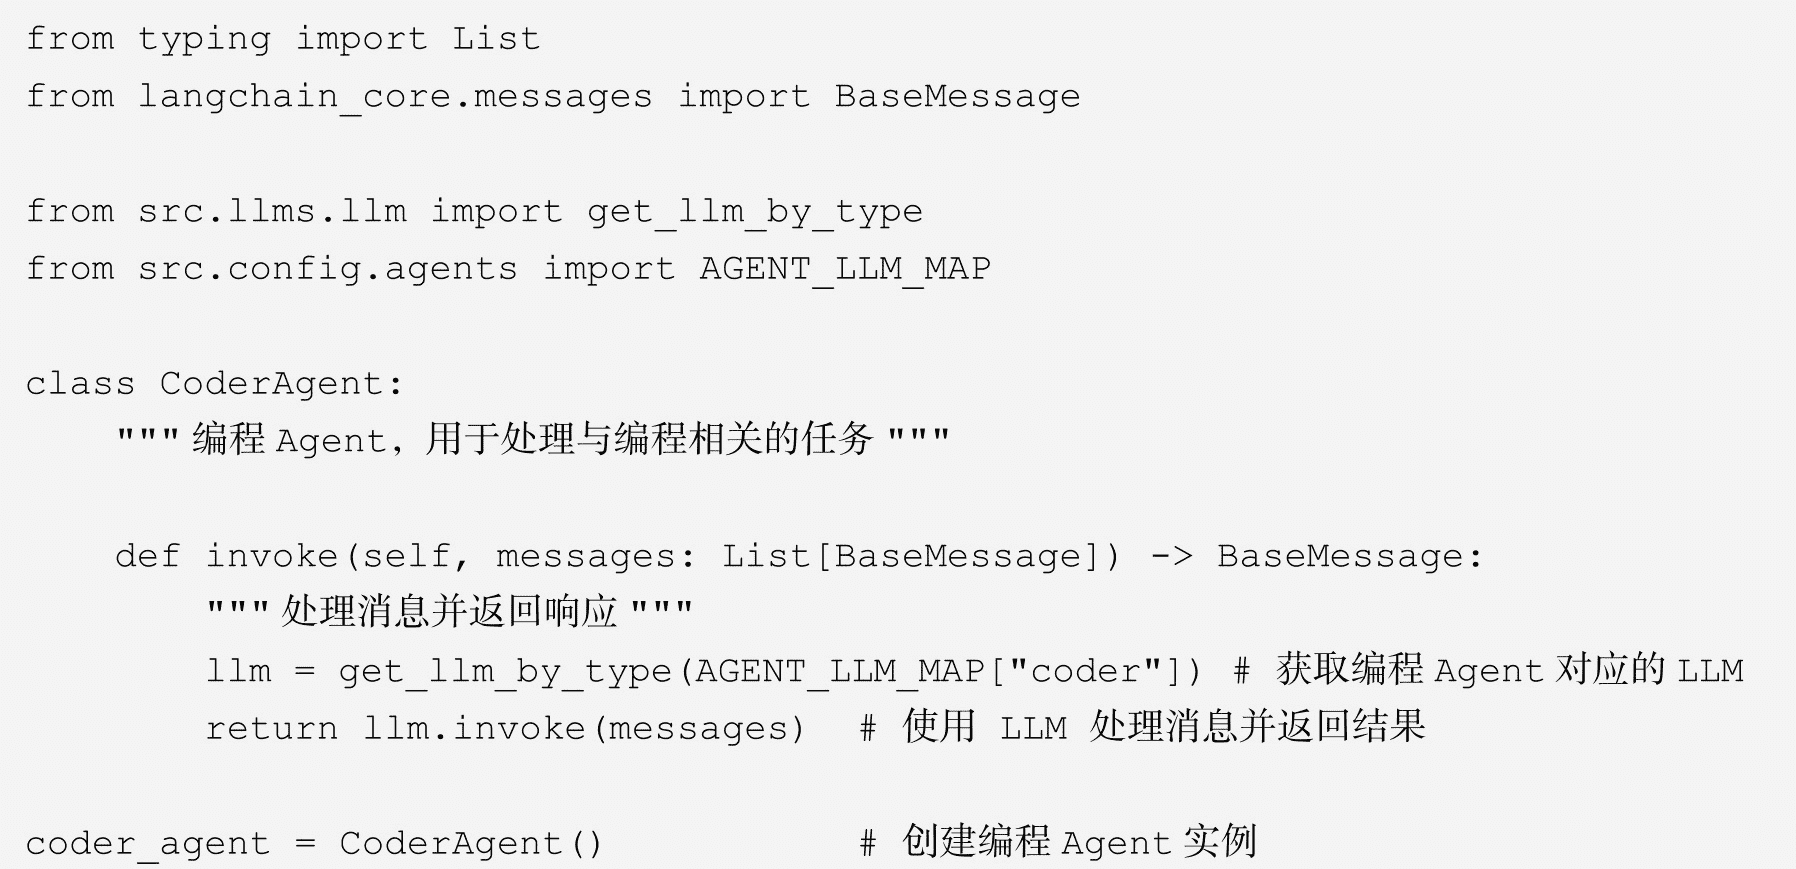 from typing import List
from langchain_core.messages import BaseMessage
from src.llms.llm import get_llm_by_type
from src.config.agents import AGENT_LLM_MAP
class CoderAgent:
    """编程 Agent，用于处理与编程相关的任务"""
    def invoke(self, messages: List[BaseMessage]) -> BaseMessage:
        """处理消息并返回响应"""
        llm = get_llm_by_type(AGENT_LLM_MAP["coder"]) # 获取编程 Agent 对应的 LLM
        return llm.invoke(messages)  # 使用 LLM 处理消息并返回结果
coder_agent = CoderAgent()           # 创建编程 Agent 实例